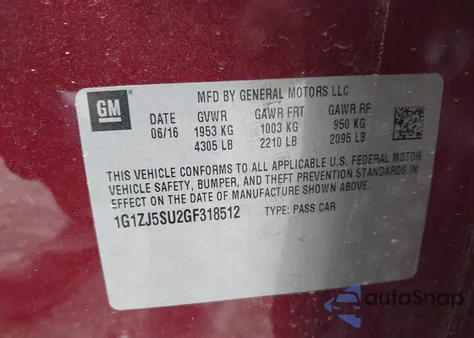 GM
MFD BY GENERAL MOTORS LLC
DATE GVWR GAWR FRT GAWR RR
06/16 1953 KG 1003 KG 950 KG
4305 LB 2210 LB 2095 LB
THIS VEHICLE CONFORMS TO ALL APPLICABLE U.S. FEDERAL MOTOR
VEHICLE SAFETY, BUMPER, AND THEFT PREVENTION STANDARDS IN
EFFECT ON THE DATE OF MANUFACTURE SHOWN ABOVE.
1G1ZJ5SU2GF318512 TYPE: PASS CAR
autoSnap